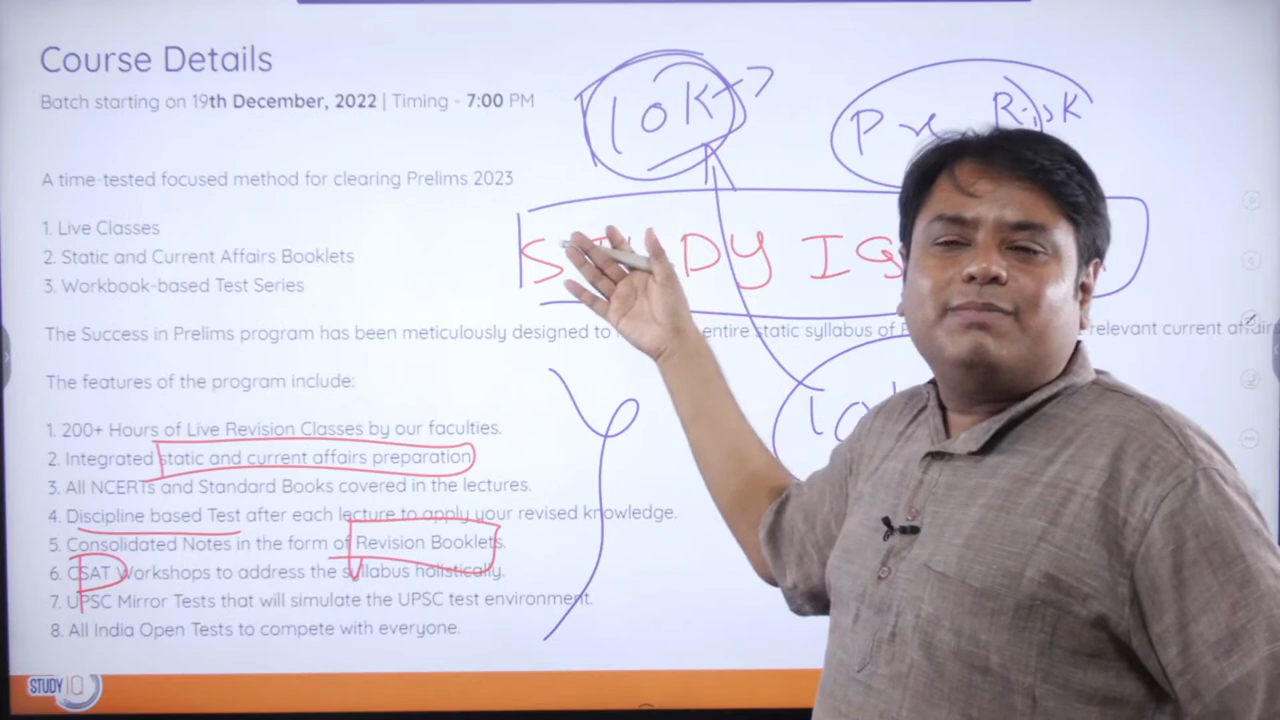 Course Details
Batch starting on 19th December, 2022 | Timing - 7:00 PM
10K
Pre Risk
A time-tested focused method for clearing Prelims 2023
1. Live Classes
2. Static and Current Affairs Booklets
3. Workbook-based Test Series
STUDY IQ
The Success in Prelims program has been meticulously designed to entire static syllabus of relevant current affairs
The features of the program include:
1. 200+ Hours of Live Revision Classes by our faculties.
2. Integrated static and current affairs preparation
3. All NCERTs and Standard Books covered in the lectures.
4. Discipline based Test after each lecture to apply your revised knowledge.
5. Consolidated Notes in the form of Revision Booklets.
6. CSAT Workshops to address the syllabus holistically.
7. UPSC Mirror Tests that will simulate the UPSC test environment.
8. All India Open Tests to compete with everyone.
STUDY IQ